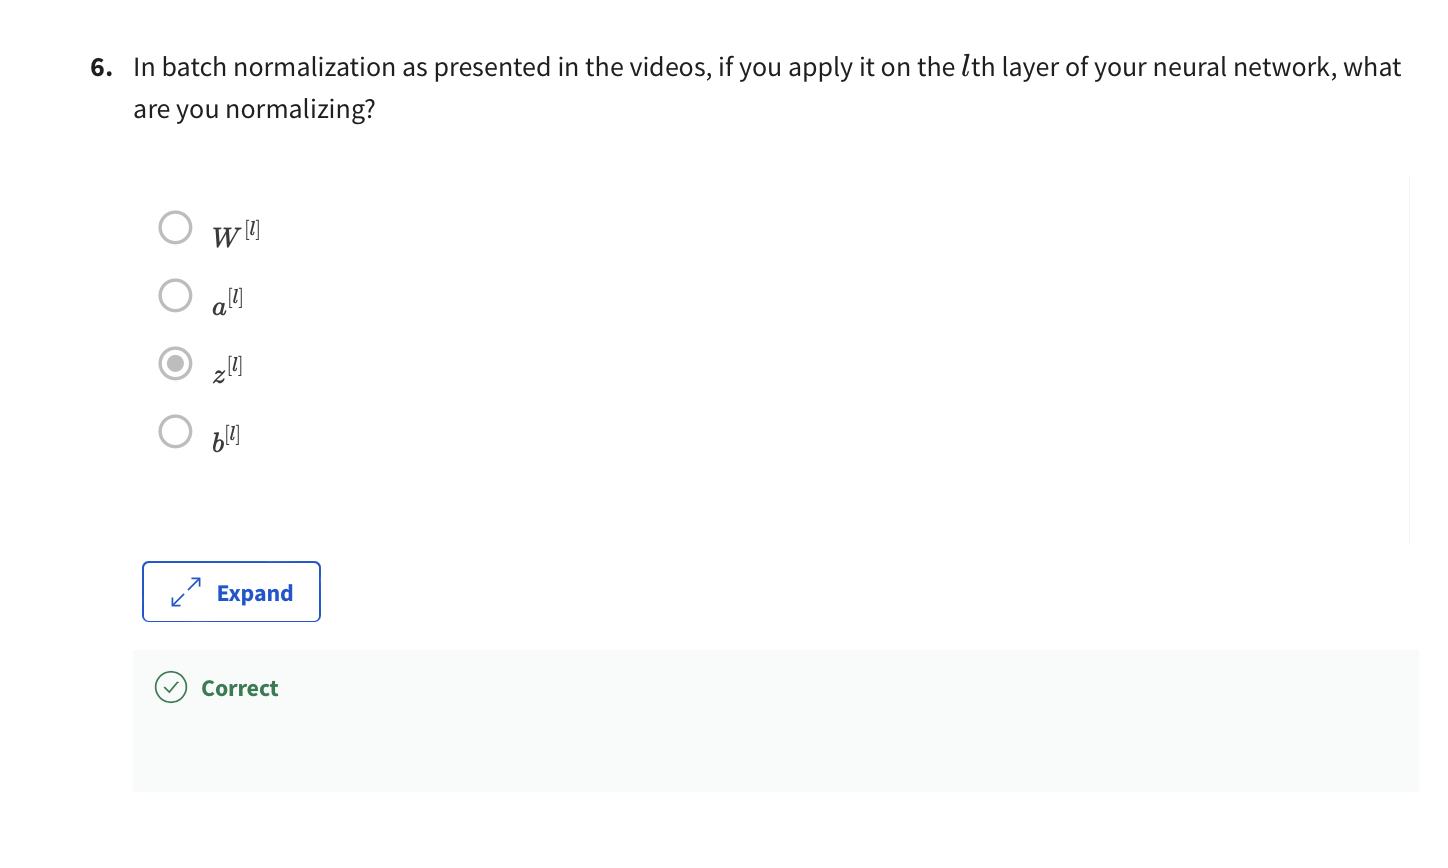 6. In batch normalization as presented in the videos, if you apply it on the lth layer of your neural network, what
are you normalizing?
W^[l]
a^[l]
z^[l]
b^[l]
Expand
Correct